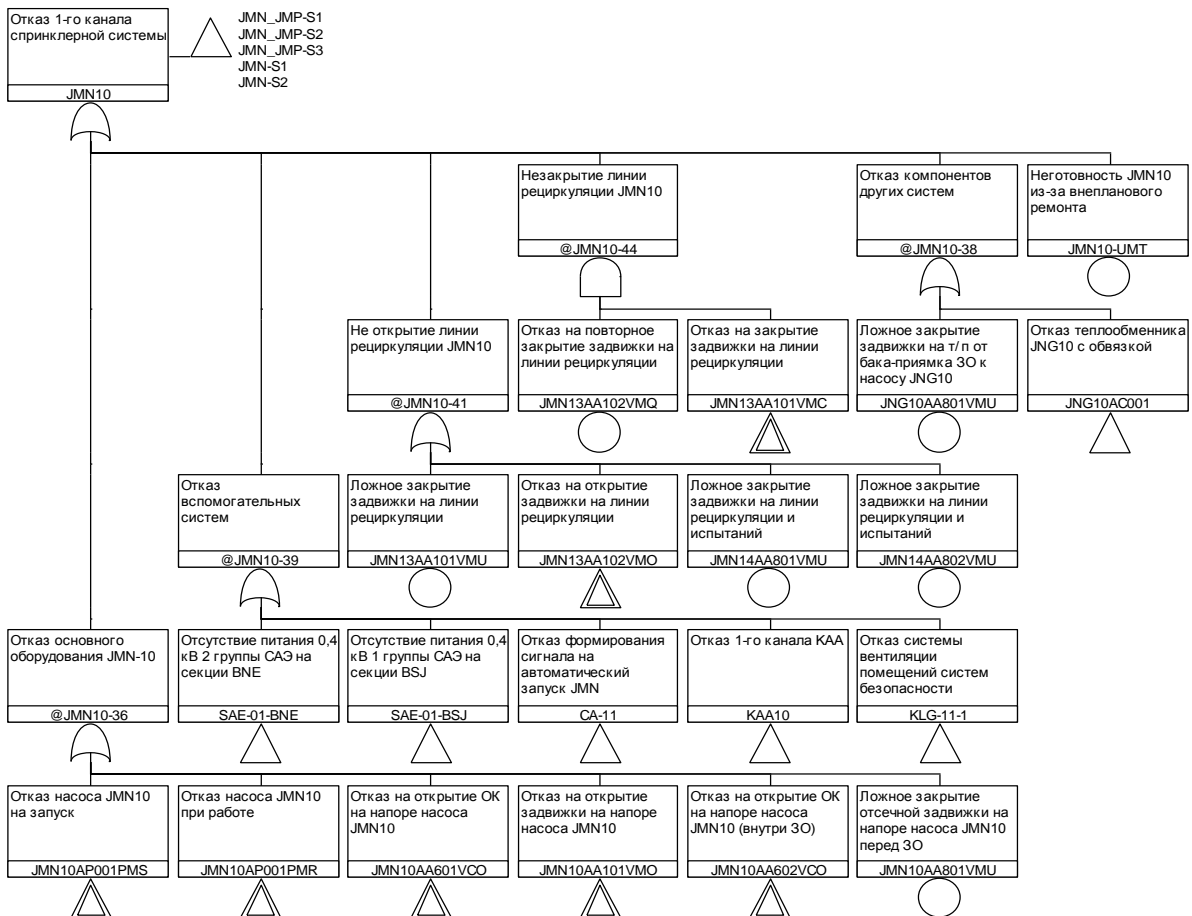 Отказ 1-го канала
спринклерной системы
JMN10
JMN_JMP-S1
JMN_JMP-S2
JMN_JMP-S3
JMN-S1
JMN-S2
Незакрытие линии
рециркуляции JMN10
@JMN10-44
Отказ компонентов
других систем
@JMN10-38
Неготовность JMN10
из-за внепланового
ремонта
JMN10-UMT
Не открытие линии
рециркуляции JMN10
@JMN10-41
Отказ на повторное
закрытие задвижки на
линии рециркуляции
JMN13AA102VMQ
Отказ на закрытие
задвижки на линии
рециркуляции
JMN13AA101VMC
Ложное закрытие
задвижки на т/п от
бака-приямка ЗО к
насосу JNG10
JNG10AA801VMU
Отказ теплообменника
JNG10 с обвязкой
JNG10AC001
Отказ
вспомогательных
систем
@JMN10-39
Ложное закрытие
задвижки на линии
рециркуляции
JMN13AA101VMU
Отказ на открытие
задвижки на линии
рециркуляции
JMN13AA102VMO
Ложное закрытие
задвижки на линии
рециркуляции и
испытаний
JMN14AA801VMU
Ложное закрытие
задвижки на линии
рециркуляции и
испытаний
JMN14AA802VMU
Отказ основного
оборудования JMN-10
@JMN10-36
Отсутствие питания 0,4
кВ 2 группы САЭ на
секции BNE
SAE-01-BNE
Отсутствие питания 0,4
кВ 1 группы САЭ на
секции BSJ
SAE-01-BSJ
Отказ формирования
сигнала на
автоматический
запуск JMN
CA-11
Отказ 1-го канала КАА
KAA10
Отказ системы
вентиляции
помещений систем
безопасности
KLG-11-1
Отказ насоса JMN10
на запуск
JMN10AP001PMS
Отказ насоса JMN10
при работе
JMN10AP001PMR
Отказ на открытие ОК
на напоре насоса
JMN10
JMN10AA601VCO
Отказ на открытие
задвижки на напоре
насоса JMN10
JMN10AA101VMO
Отказ на открытие ОК
на напоре насоса
JMN10 (внутри ЗО)
JMN10AA602VCO
Ложное закрытие
отсечной задвижки на
напоре насоса JMN10
перед ЗО
JMN10AA801VMU